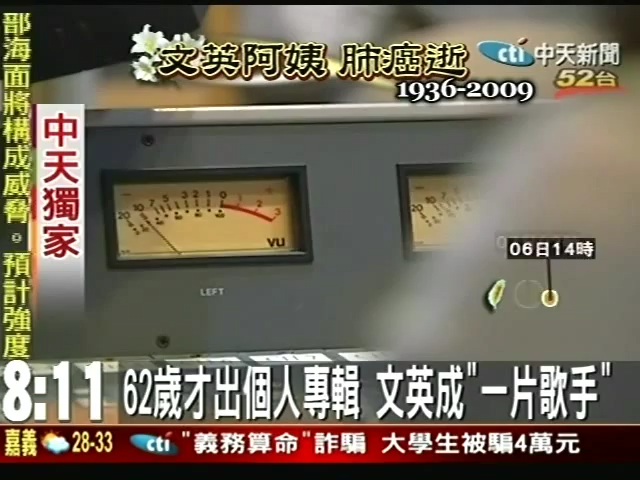 文英阿姨 肺癌逝
1936-2009
cti 中天新聞
52台
部海面將構成威脅。預計強度
中天獨家
20 10 7 5 3 2 1 0 1 2 3
VU
LEFT
20
06日14時
8:11
62歲才出個人專輯 文英成"一片歌手"
嘉義 28-33 cti "義務算命"詐騙 大學生被騙4萬元